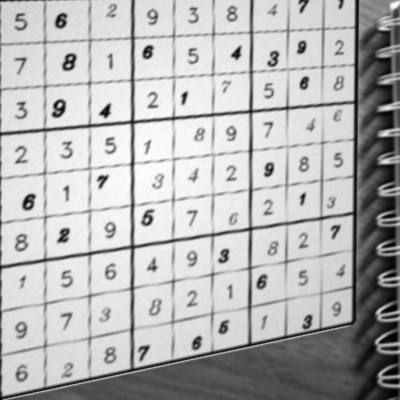 5 6 2 9 3 8 4 7 1
7 8 1 6 5 4 3 9 2
3 9 4 2 1 7 5 6 8
2 3 5 1 8 9 7 4 6
6 1 7 3 4 2 9 8 5
8 2 9 5 7 6 2 1 3
1 5 6 4 9 3 8 2 7
9 7 3 8 2 1 6 5 4
6 2 8 7 6 5 1 3 9